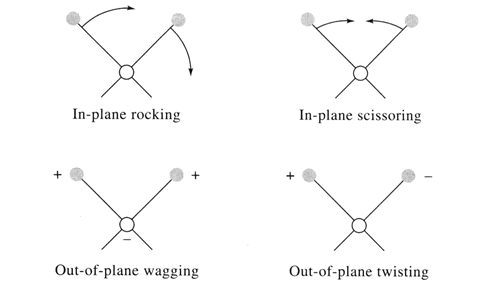 In-plane rocking
In-plane scissoring
+ +
–
+ –
Out-of-plane wagging
Out-of-plane twisting